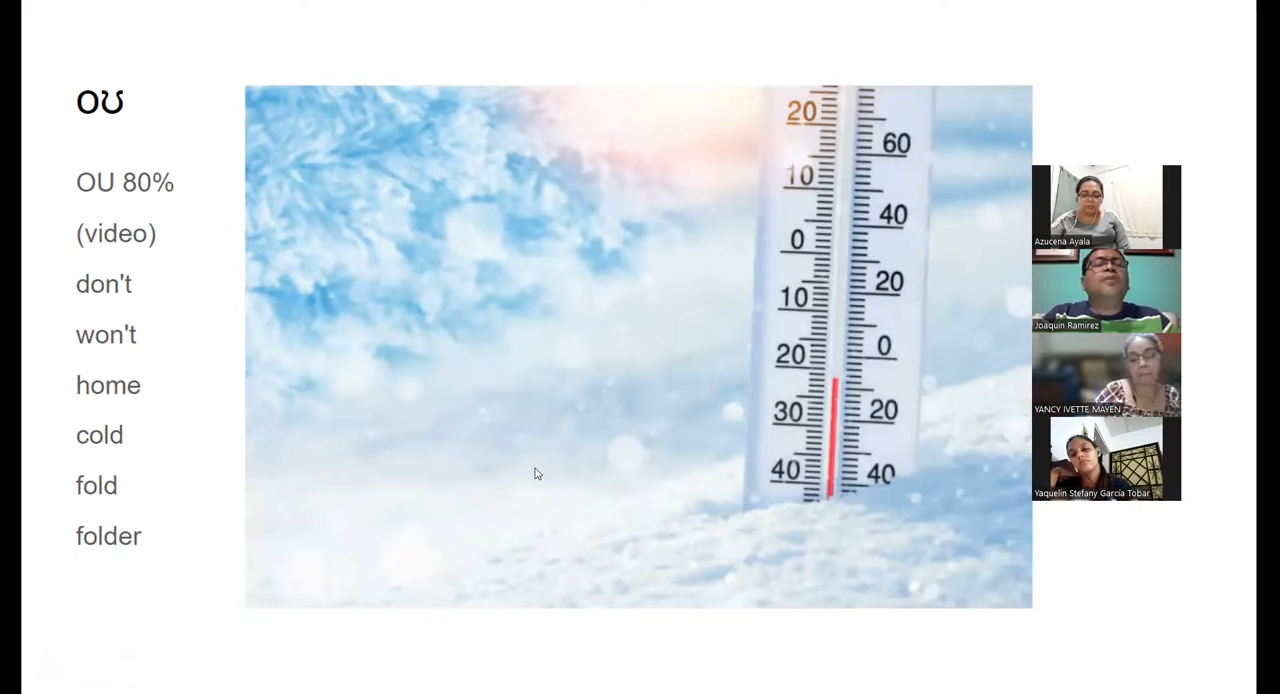 oʊ
OU 80%
(video)
don't
won't
home
cold
fold
folder
20
60
10
40
0
20
10
0
20
20
30
40
40
Azucena Ayala
Joaquin Ramirez
YANCY IVETTE MAYEN
Yaquelin Stefany García Tobar